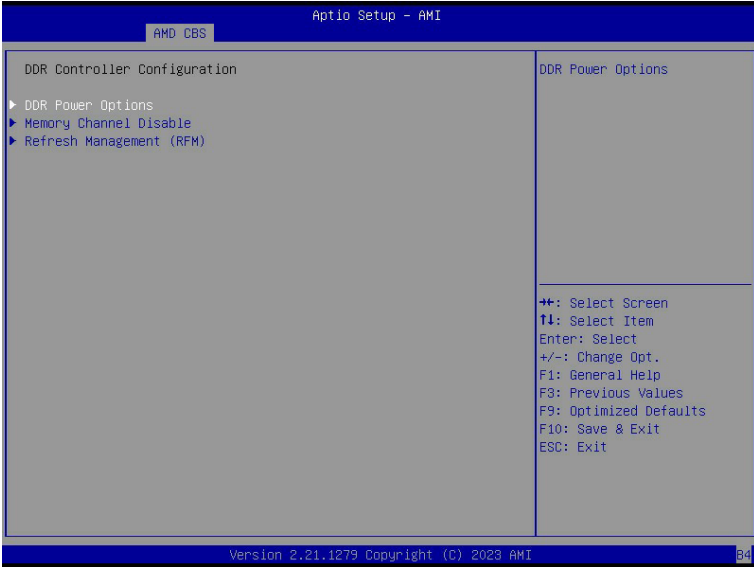 Aptio Setup - AMI
AMD CBS
DDR Controller Configuration
DDR Power Options
Memory Channel Disable
Refresh Management (RFM)
DDR Power Options
→←: Select Screen
↑↓: Select Item
Enter: Select
+/-: Change Opt.
F1: General Help
F3: Previous Values
F9: Optimized Defaults
F10: Save & Exit
ESC: Exit
Version 2.21.1279 Copyright (C) 2023 AMI
B4